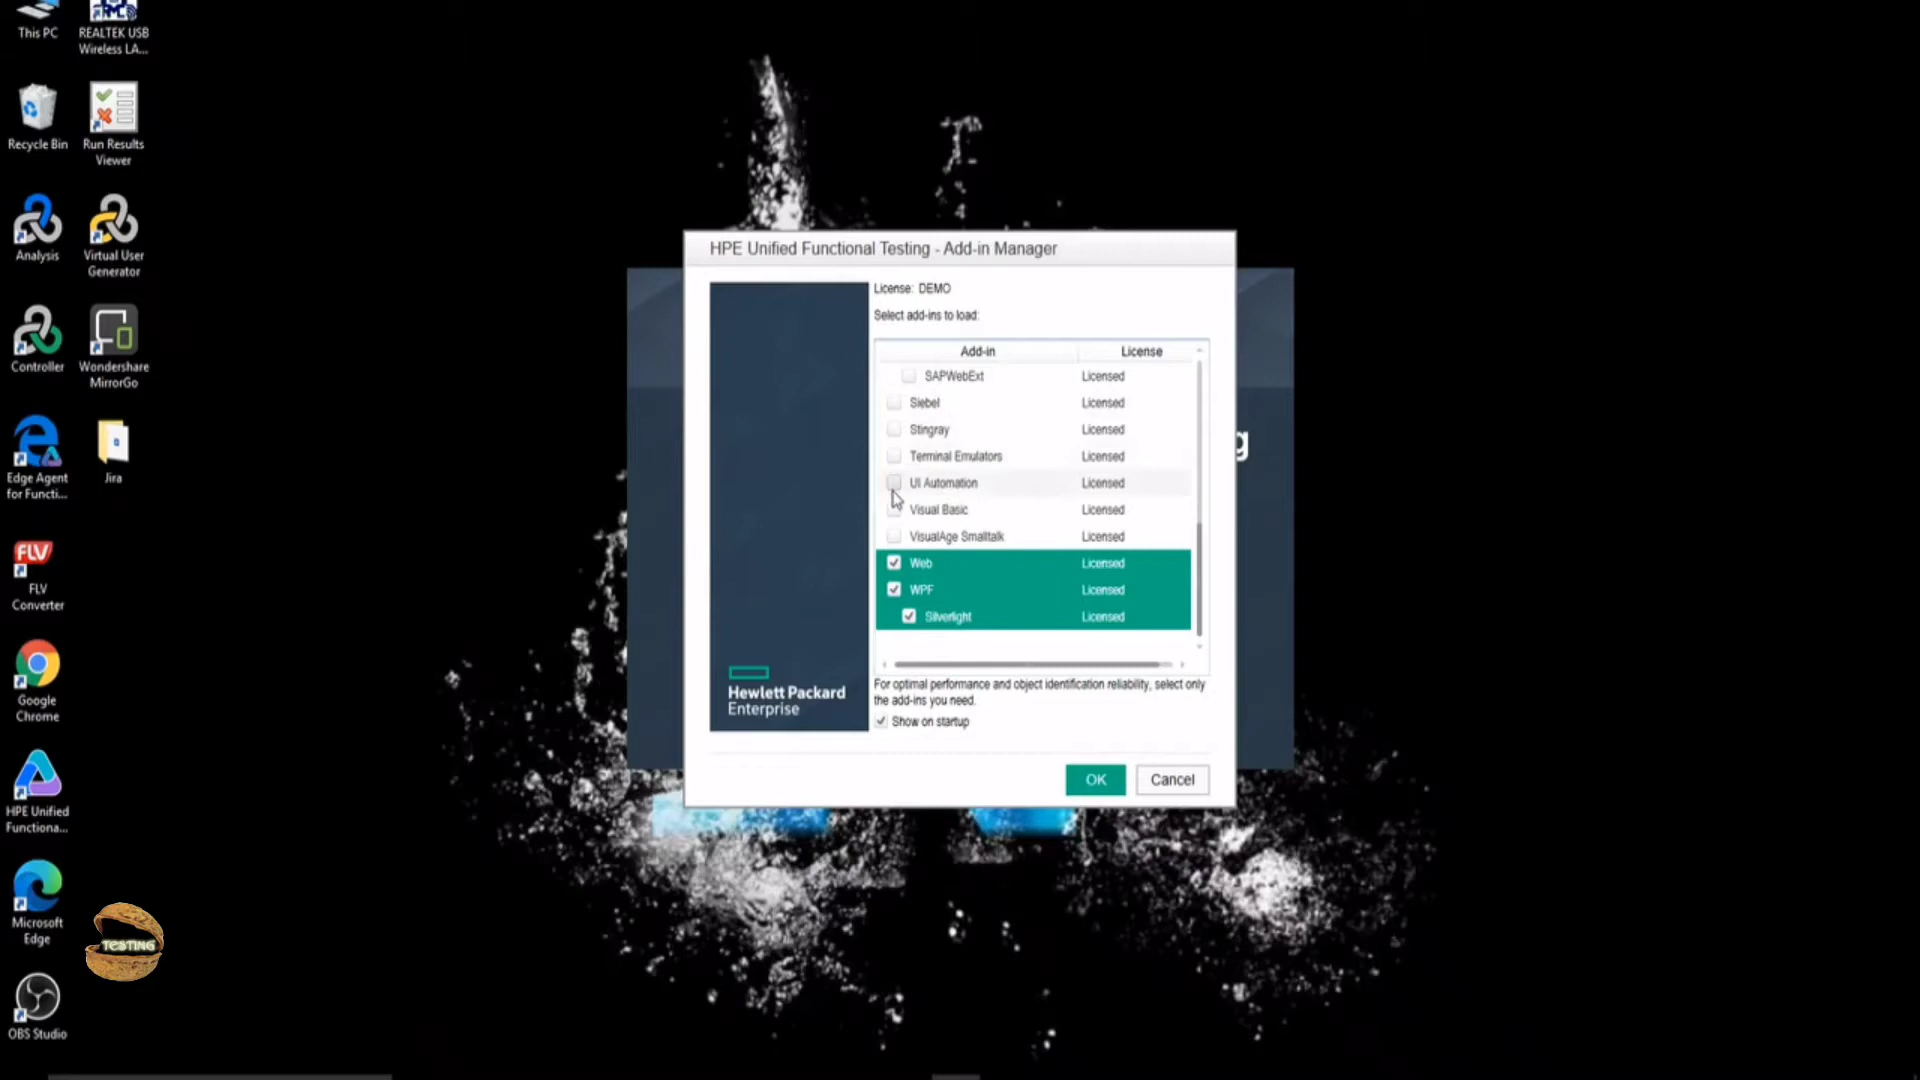 This PC
REALTEK USB
Wireless LA...
Recycle Bin
Run Results
Viewer
Analysis
Virtual User
Generator
Controller
Wondershare
MirrorGo
Edge Agent
for Functi...
Jira
FLV
FLV
Converter
Google
Chrome
HPE Unified
Functiona...
Microsoft
Edge
TESTING
OBS Studio
HPE Unified Functional Testing - Add-in Manager
License: DEMO
Select add-ins to load:
Add-in License
SAPWebExt Licensed
Siebel Licensed
Stingray Licensed
Terminal Emulators Licensed
UI Automation Licensed
Visual Basic Licensed
VisualAge Smalltalk Licensed
Web Licensed
WPF Licensed
Silverlight Licensed
For optimal performance and object identification reliability, select only
the add-ins you need.
Show on startup
Hewlett Packard
Enterprise
OK Cancel
g